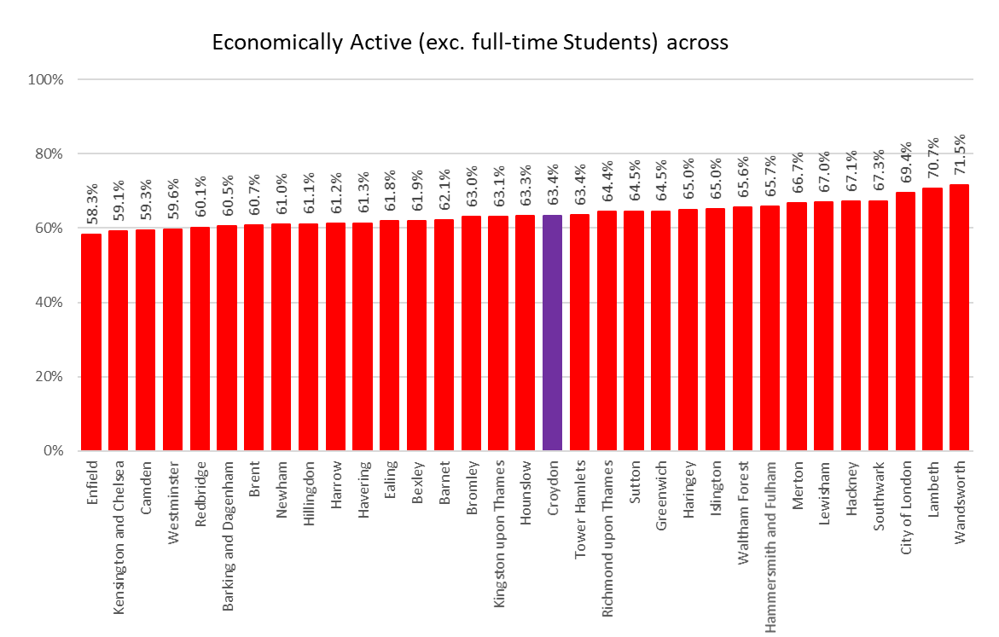 Economically Active (exc. full-time Students) across
100%
80%
60%
40%
20%
0%
58.3%
59.1%
59.3%
59.6%
60.1%
60.5%
60.7%
61.0%
61.1%
61.2%
61.3%
61.8%
61.9%
62.1%
63.0%
63.1%
63.3%
63.4%
63.4%
64.4%
64.5%
64.5%
65.0%
65.0%
65.6%
65.7%
66.7%
67.0%
67.1%
67.3%
69.4%
70.7%
71.5%
Enfield
Kensington and Chelsea
Camden
Westminster
Redbridge
Barking and Dagenham
Brent
Newham
Hillingdon
Harrow
Havering
Ealing
Bexley
Barnet
Bromley
Kingston upon Thames
Hounslow
Croydon
Tower Hamlets
Richmond upon Thames
Sutton
Greenwich
Haringey
Islington
Waltham Forest
Hammersmith and Fulham
Merton
Lewisham
Hackney
Southwark
City of London
Lambeth
Wandsworth